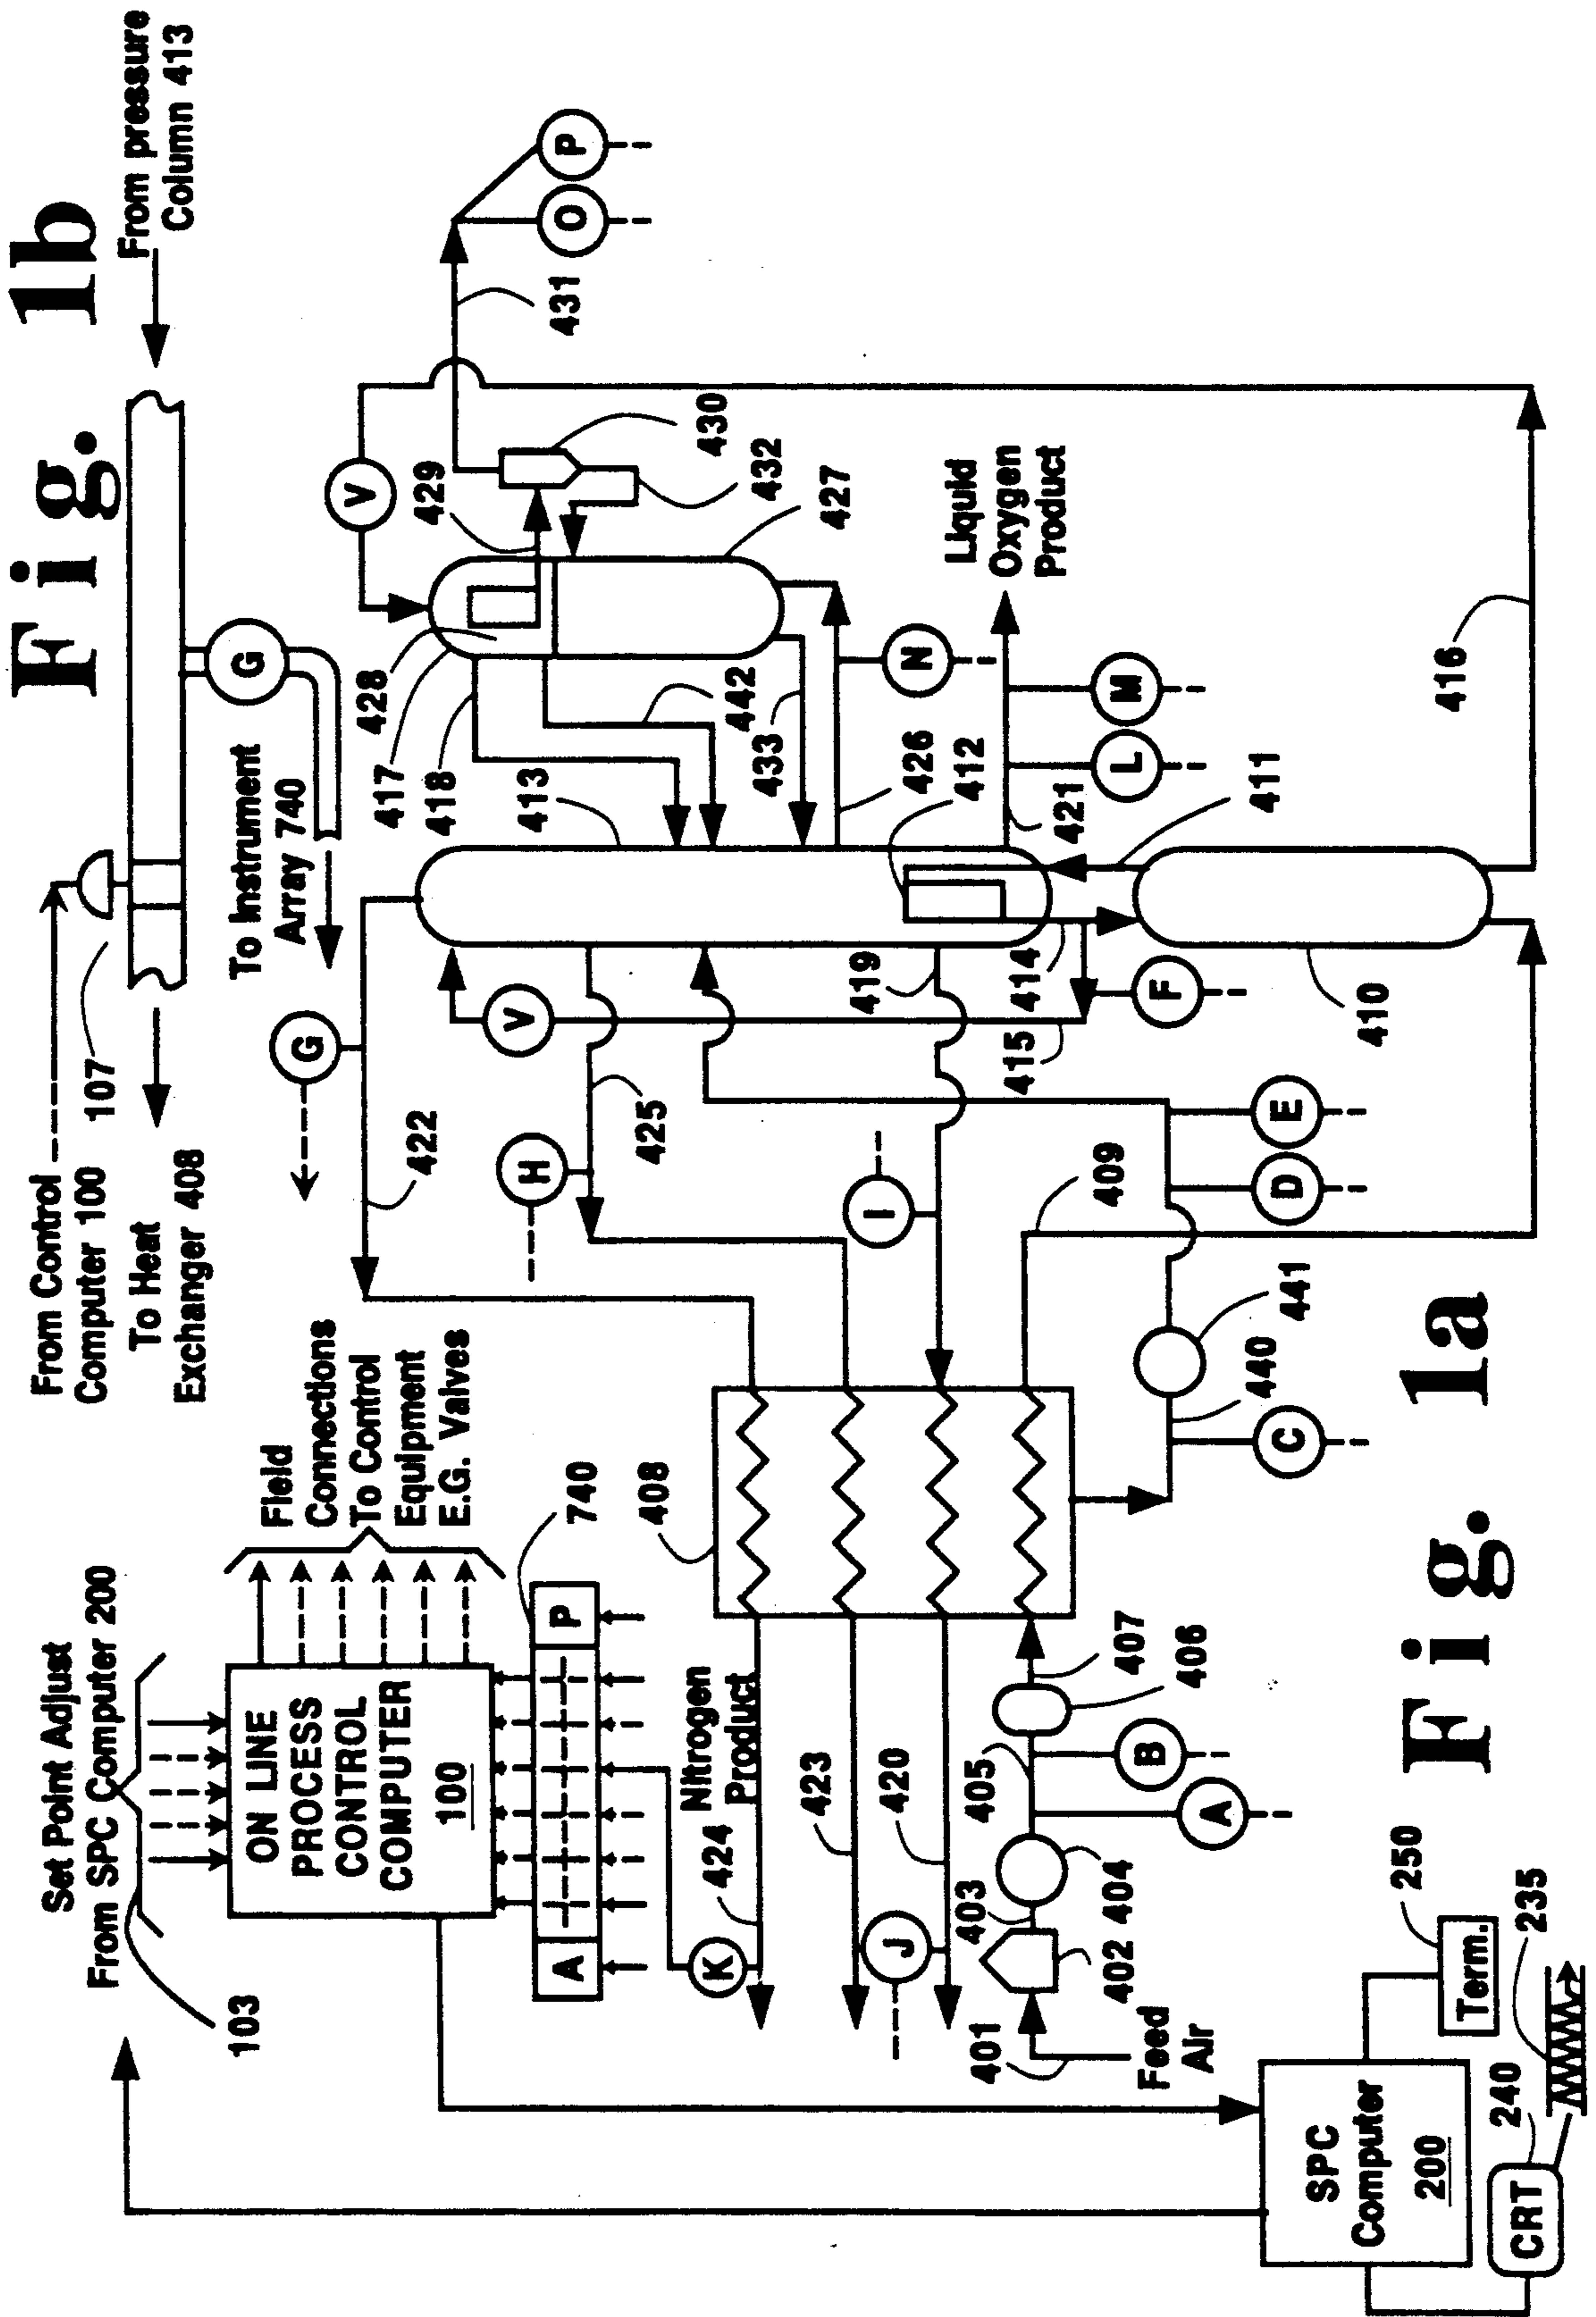 Fig. 1b
From Control
Computer 100
107
To Heat
Exchanger 408
From pressure
Column 413
G
To Instrument
Array 740
Set Point Adjust
From SPC Computer 200
103
ON LINE
PROCESS
CONTROL
COMPUTER
100
Field
Connections
To Control
Equipment
E.G. Valves
A
P
740
K
424
Nitrogen
Product
408
423
J
420
401
Feed
Air
402
403
404
405
A
B
406
407
C
440
441
D
E
409
422
G
H
425
I
V
415
419
414
F
410
413
417
418
428
442
433
426
412
421
411
L
M
N
Liquid
Oxygen
Product
416
V
429
430
432
427
431
O
P
SPC
Computer
200
Term.
250
CRT
240
235
Fig. 1a